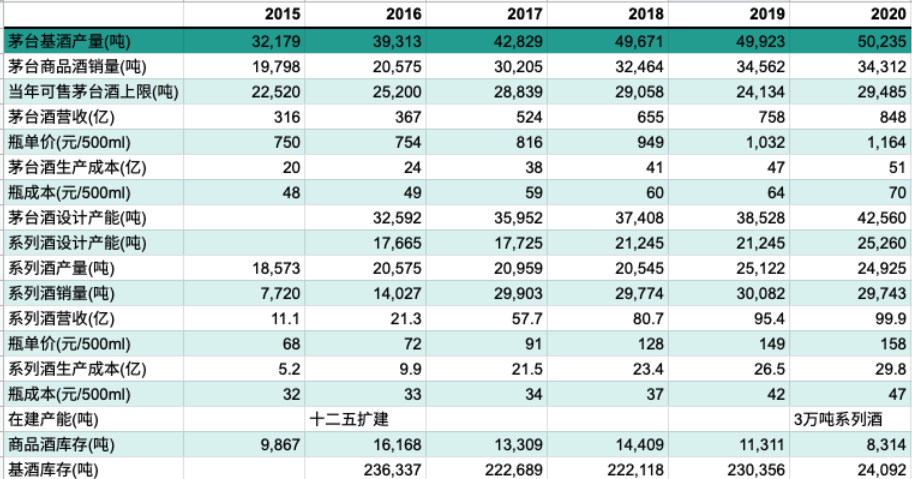 2015 2016 2017 2018 2019 2020
茅台基酒产量(吨) 32,179 39,313 42,829 49,671 49,923 50,235
茅台商品酒销量(吨) 19,798 20,575 30,205 32,464 34,562 34,312
当年可售茅台酒上限(吨) 22,520 25,200 28,839 29,058 24,134 29,485
茅台酒营收(亿) 316 367 524 655 758 848
瓶单价(元/500ml) 750 754 816 949 1,032 1,164
茅台酒生产成本(亿) 20 24 38 41 47 51
瓶成本(元/500ml) 48 49 59 60 64 70
茅台酒设计产能(吨) 32,592 35,952 37,408 38,528 42,560
系列酒设计产能(吨) 17,665 17,725 21,245 21,245 25,260
系列酒产量(吨) 18,573 20,575 20,959 20,545 25,122 24,925
系列酒销量(吨) 7,720 14,027 29,903 29,774 30,082 29,743
系列酒营收(亿) 11.1 21.3 57.7 80.7 95.4 99.9
瓶单价(元/500ml) 68 72 91 128 149 158
系列酒生产成本(亿) 5.2 9.9 21.5 23.4 26.5 29.8
瓶成本(元/500ml) 32 33 34 37 42 47
在建产能(吨) 十二五扩建 3万吨系列酒
商品酒库存(吨) 9,867 16,168 13,309 14,409 11,311 8,314
基酒库存(吨) 236,337 222,689 222,118 230,356 24,092